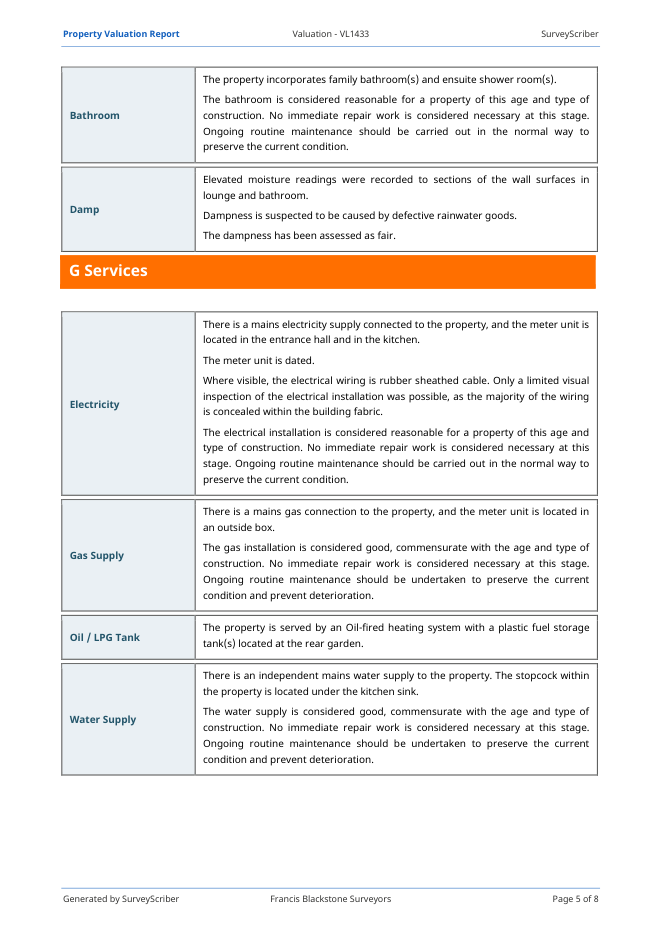 Property Valuation Report
Valuation - VL1433
SurveyScriber
Bathroom
The property incorporates family bathroom(s) and ensuite shower room(s).
The bathroom is considered reasonable for a property of this age and type of
construction. No immediate repair work is considered necessary at this stage.
Ongoing routine maintenance should be carried out in the normal way to
preserve the current condition.
Damp
Elevated moisture readings were recorded to sections of the wall surfaces in
lounge and bathroom.
Dampness is suspected to be caused by defective rainwater goods.
The dampness has been assessed as fair.
G Services
Electricity
There is a mains electricity supply connected to the property, and the meter unit is
located in the entrance hall and in the kitchen.
The meter unit is dated.
Where visible, the electrical wiring is rubber sheathed cable. Only a limited visual
inspection of the electrical installation was possible, as the majority of the wiring
is concealed within the building fabric.
The electrical installation is considered reasonable for a property of this age and
type of construction. No immediate repair work is considered necessary at this
stage. Ongoing routine maintenance should be carried out in the normal way to
preserve the current condition.
Gas Supply
There is a mains gas connection to the property, and the meter unit is located in
an outside box.
The gas installation is considered good, commensurate with the age and type of
construction. No immediate repair work is considered necessary at this stage.
Ongoing routine maintenance should be undertaken to preserve the current
condition and prevent deterioration.
Oil / LPG Tank
The property is served by an Oil-fired heating system with a plastic fuel storage
tank(s) located at the rear garden.
Water Supply
There is an independent mains water supply to the property. The stopcock within
the property is located under the kitchen sink.
The water supply is considered good, commensurate with the age and type of
construction. No immediate repair work is considered necessary at this stage.
Ongoing routine maintenance should be undertaken to preserve the current
condition and prevent deterioration.
Generated by SurveyScriber
Francis Blackstone Surveyors
Page 5 of 8